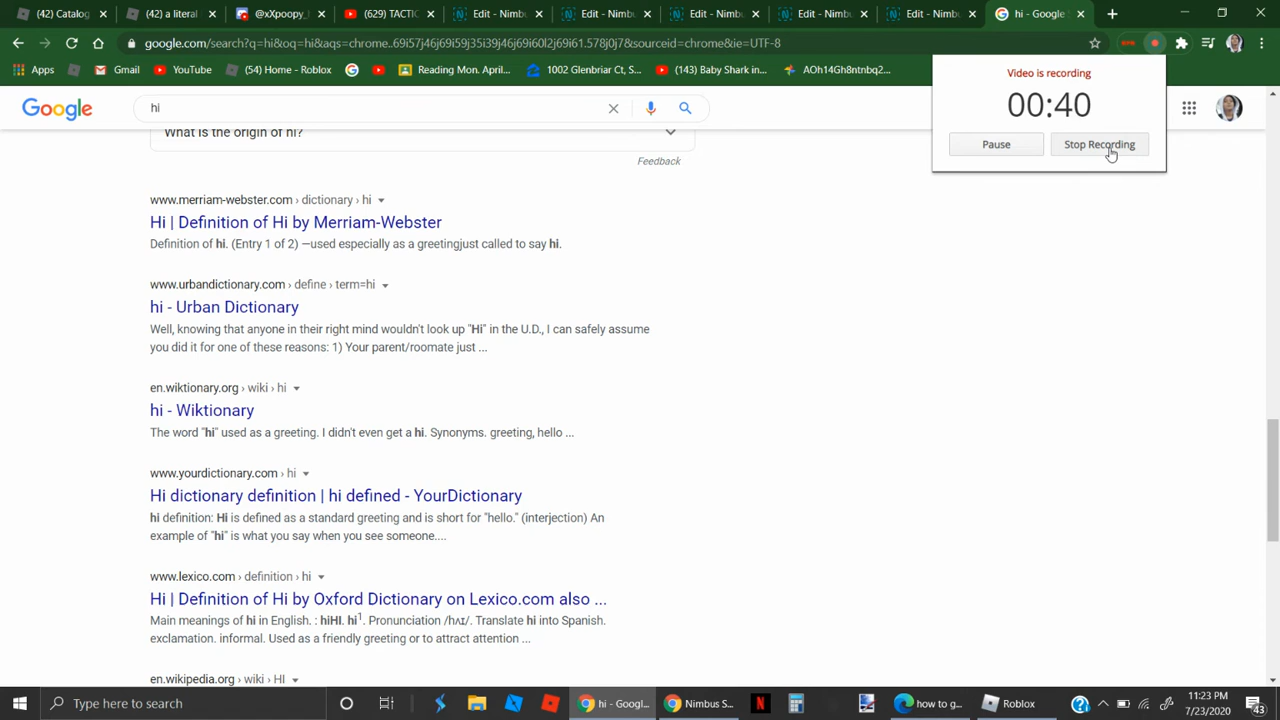 (42) Catalog
(42) a literal
@xXpoopy_
(629) TACTIC
Edit - Nimbu
Edit - Nimbus
Edit - Nimbus
Edit - Nimbu
Edit - Nimbu
hi - Google
google.com/search?q=hi&oq=hi&aqs=chrome..69i57j46j69i59j35i39j46j69i60l2j69i61.578j0j7&sourceid=chrome&ie=UTF-8
Apps
Gmail
YouTube
(54) Home - Roblox
Reading Mon. April...
1002 Glenbriar Ct, S...
(143) Baby Shark in...
AOh14Gh8ntnbq2...
Video is recording
00:40
Pause
Stop Recording
Google
hi
What is the origin of hi?
Feedback
www.merriam-webster.com › dictionary › hi
Hi | Definition of Hi by Merriam-Webster
Definition of hi. (Entry 1 of 2) —used especially as a greetingjust called to say hi.
www.urbandictionary.com › define › term=hi
hi - Urban Dictionary
Well, knowing that anyone in their right mind wouldn't look up "Hi" in the U.D., I can safely assume
you did it for one of these reasons: 1) Your parent/roomate just ...
en.wiktionary.org › wiki › hi
hi - Wiktionary
The word "hi" used as a greeting. I didn't even get a hi. Synonyms. greeting, hello ...
www.yourdictionary.com › hi
Hi dictionary definition | hi defined - YourDictionary
hi definition: Hi is defined as a standard greeting and is short for "hello." (interjection) An
example of "hi" is what you say when you see someone....
www.lexico.com › definition › hi
Hi | Definition of Hi by Oxford Dictionary on Lexico.com also ...
Main meanings of hi in English. : hiHI. hi1. Pronunciation /hʌɪ/. Translate hi into Spanish.
exclamation. informal. Used as a friendly greeting or to attract attention ...
en.wikipedia.org › wiki › HI
Type here to search
hi - Googl...
Nimbus S...
how to g...
Roblox
11:23 PM
7/23/2020
43